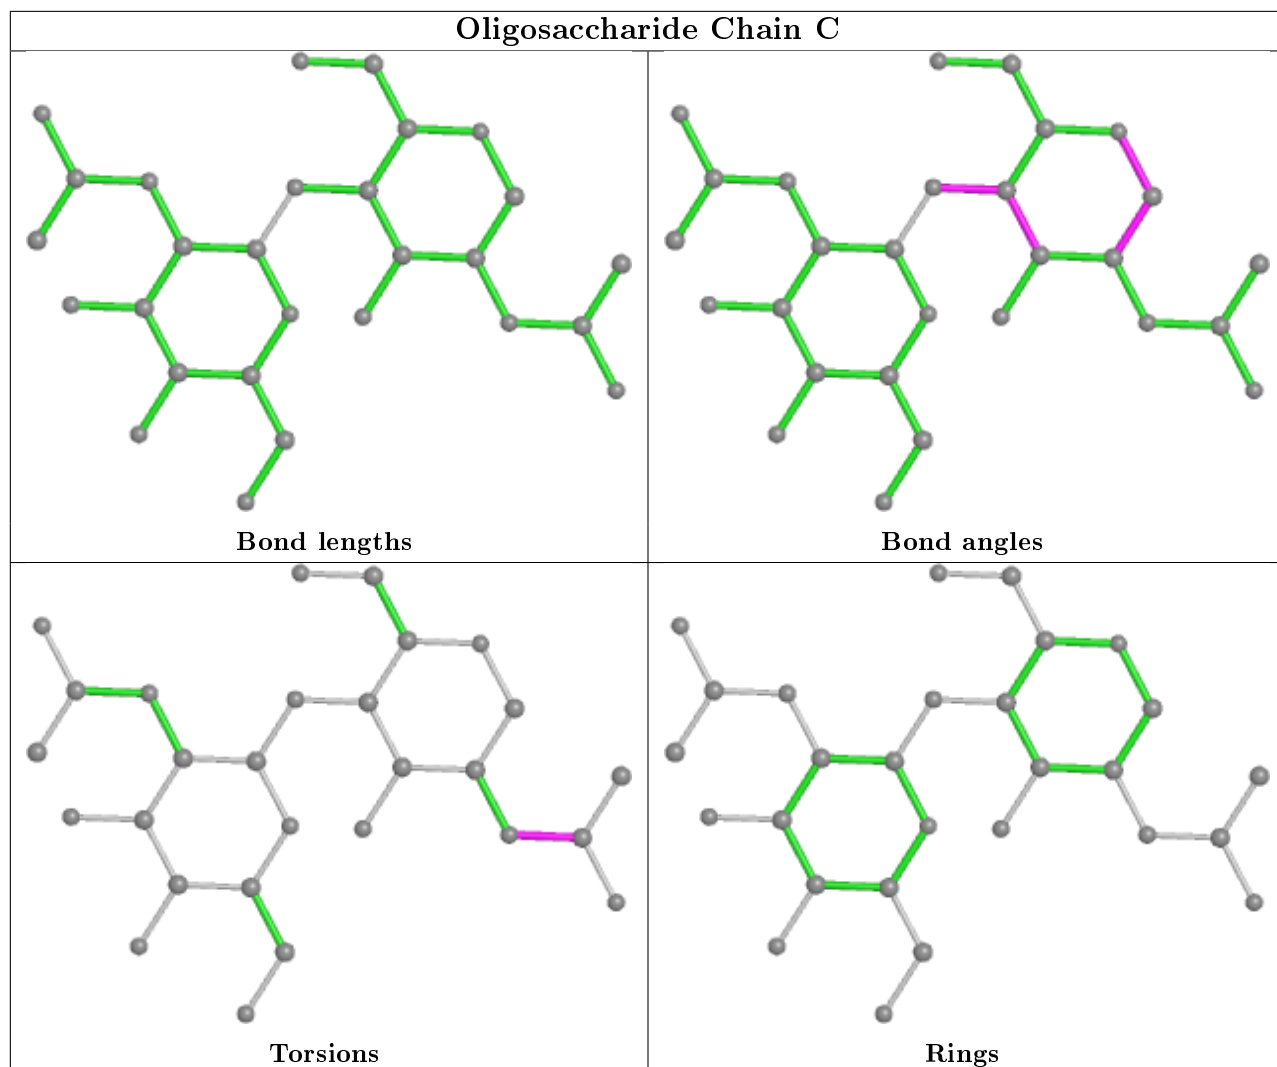 Oligosaccharide Chain C
Bond lengths
Bond angles
Torsions
Rings